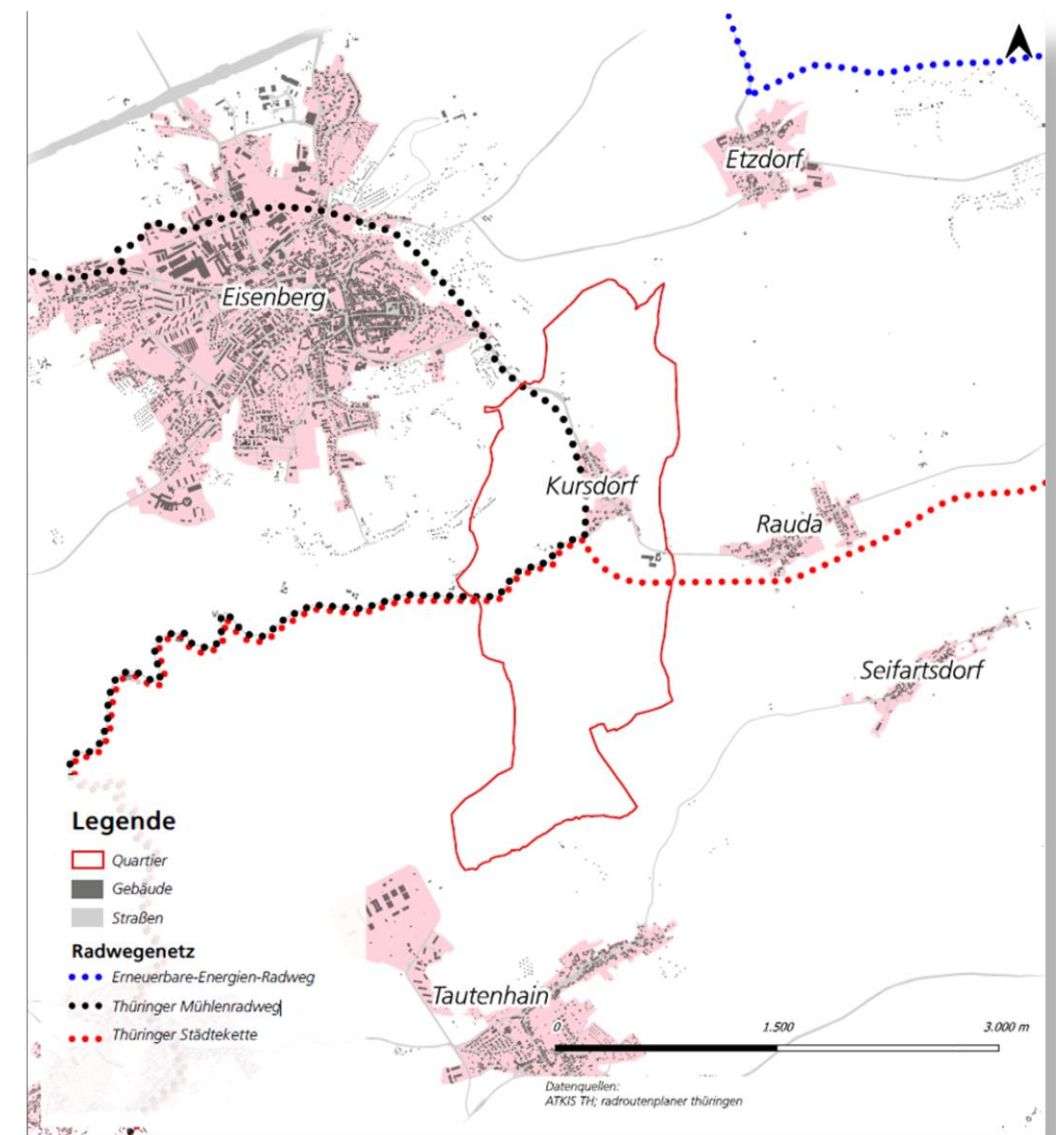 Etzdorf
Eisenberg
Kursdorf
Rauda
Seifartsdorf
Legende
Quartier
Gebäude
Straßen
Radwegenetz
Erneuerbare-Energien-Radweg
Thüringer Mühlenradweg
Thüringer Städtekette
Tautenhain
0 1.500 3.000 m
Datenquellen:
ATKIS TH; radroutenplaner thüringen